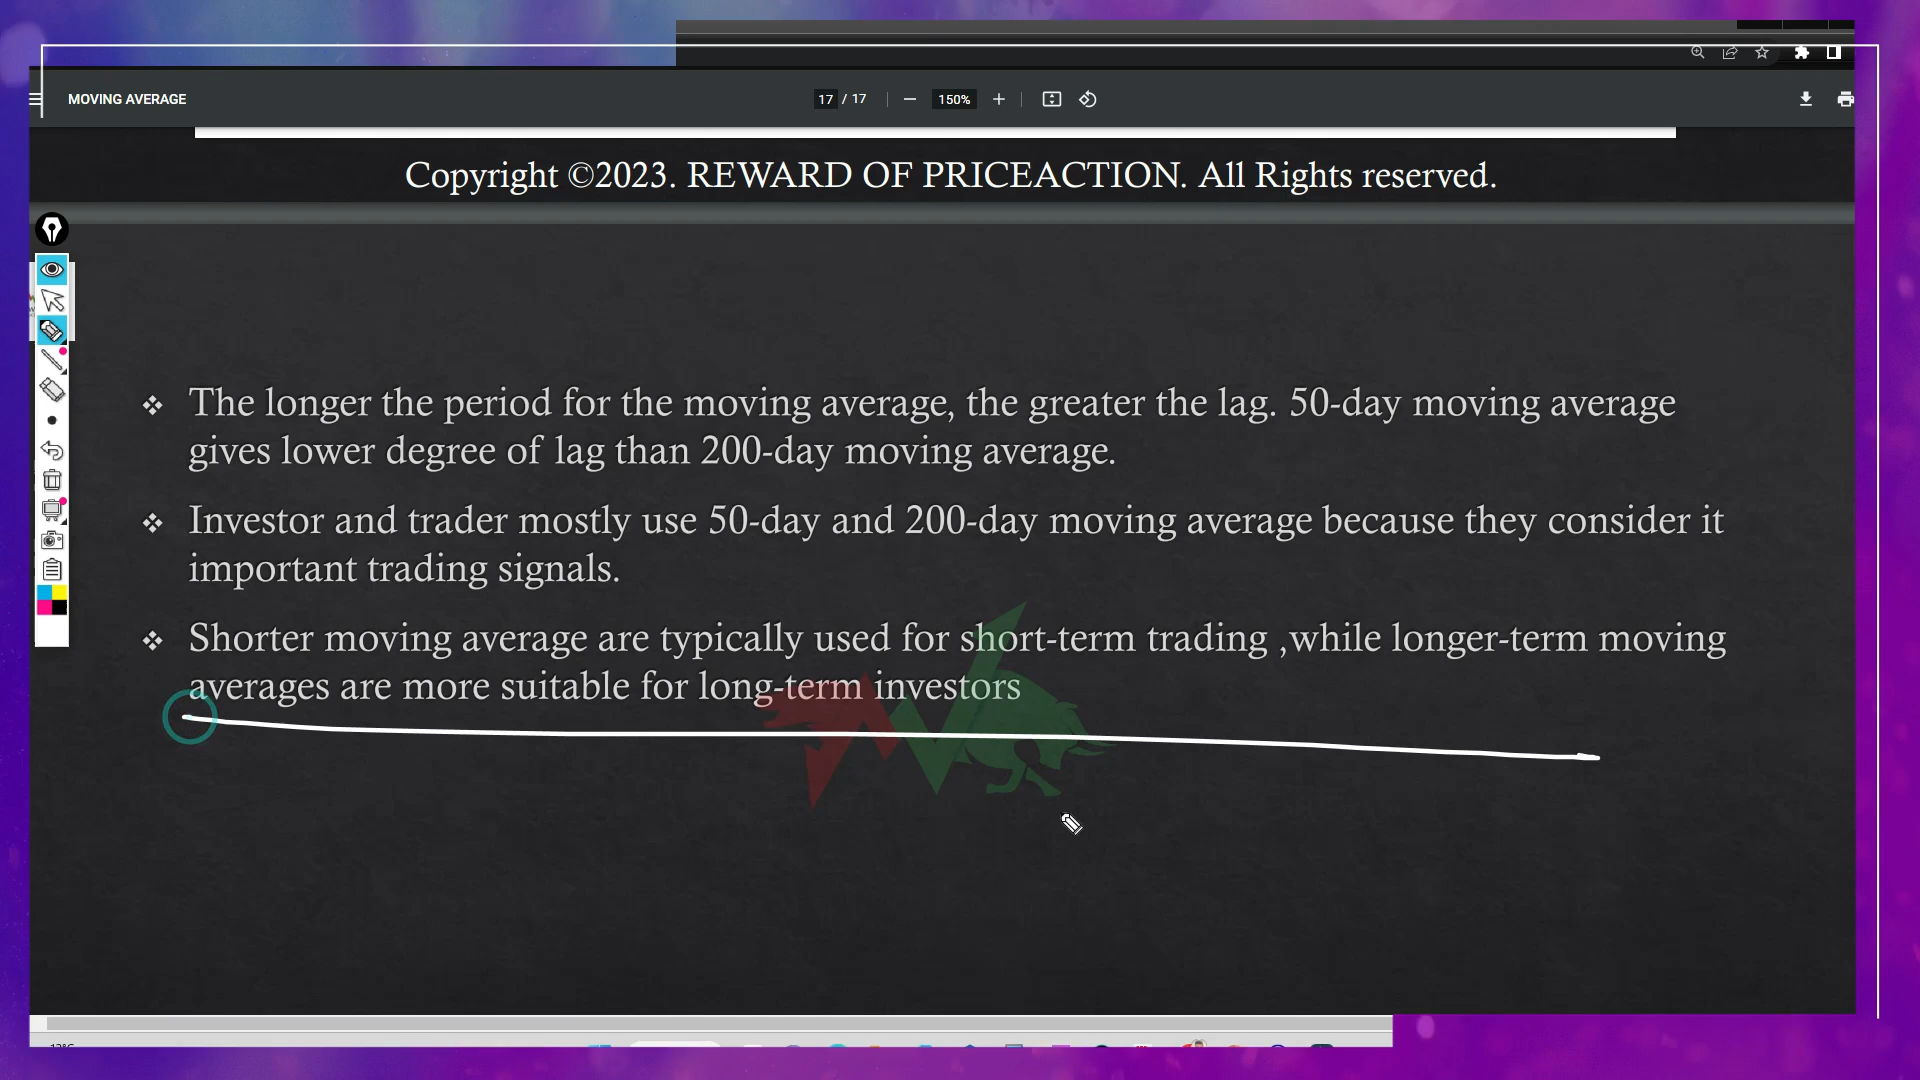 MOVING AVERAGE
17 / 17
150%
Copyright ©2023. REWARD OF PRICEACTION. All Rights reserved.
The longer the period for the moving average, the greater the lag. 50-day moving average
gives lower degree of lag than 200-day moving average.
Investor and trader mostly use 50-day and 200-day moving average because they consider it
important trading signals.
Shorter moving average are typically used for short-term trading ,while longer-term moving
averages are more suitable for long-term investors